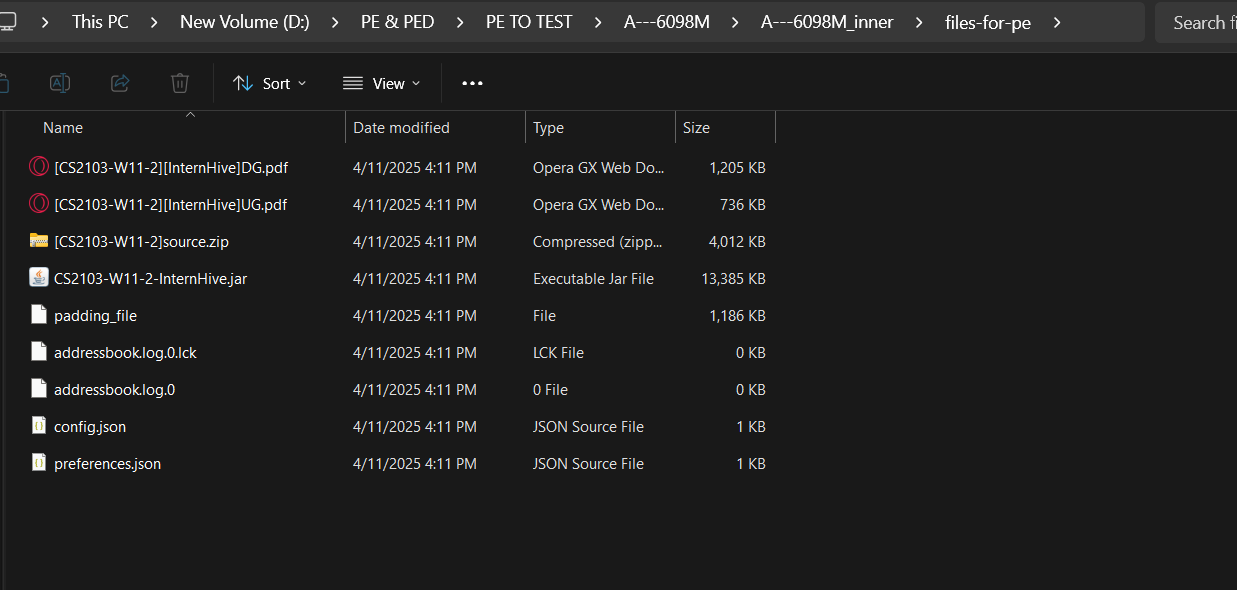 This PC > New Volume (D:) > PE & PED > PE TO TEST > A---6098M > A---6098M_inner > files-for-pe >
Search fi
Sort View
Name Date modified Type Size
[CS2103-W11-2][InternHive]DG.pdf 4/11/2025 4:11 PM Opera GX Web Do... 1,205 KB
[CS2103-W11-2][InternHive]UG.pdf 4/11/2025 4:11 PM Opera GX Web Do... 736 KB
[CS2103-W11-2]source.zip 4/11/2025 4:11 PM Compressed (zipp... 4,012 KB
CS2103-W11-2-InternHive.jar 4/11/2025 4:11 PM Executable Jar File 13,385 KB
padding_file 4/11/2025 4:11 PM File 1,186 KB
addressbook.log.0.lck 4/11/2025 4:11 PM LCK File 0 KB
addressbook.log.0 4/11/2025 4:11 PM 0 File 0 KB
config.json 4/11/2025 4:11 PM JSON Source File 1 KB
preferences.json 4/11/2025 4:11 PM JSON Source File 1 KB